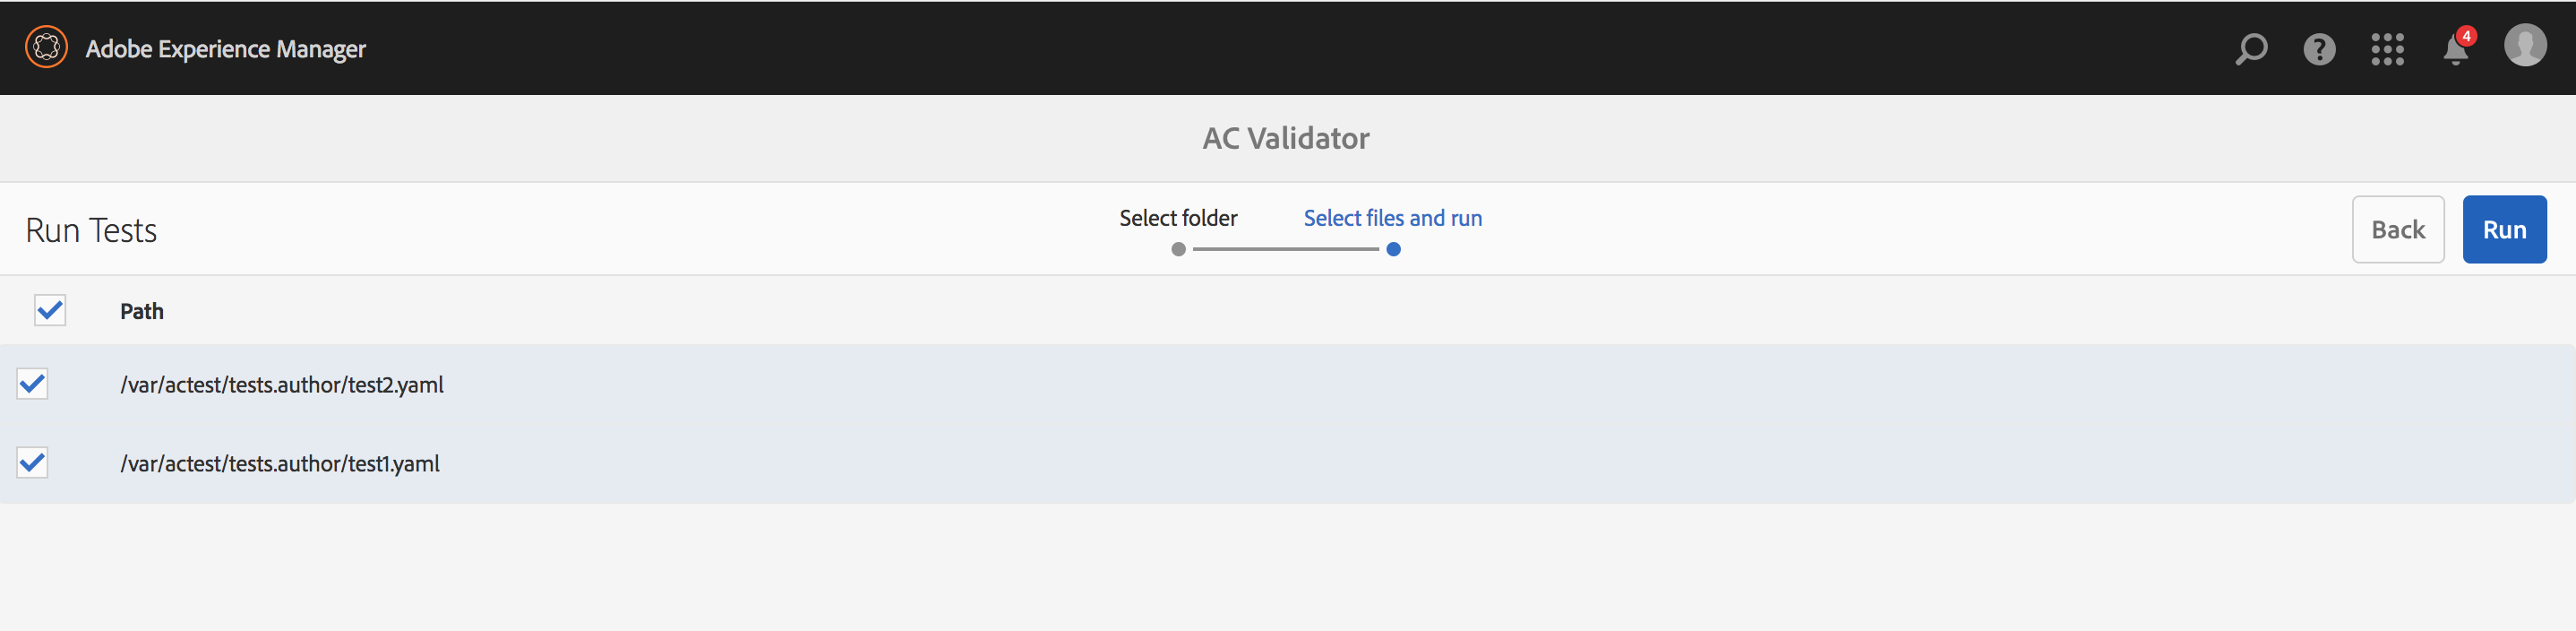 Adobe Experience Manager
?
4
AC Validator
Run Tests
Select folder
Select files and run
Back
Run
Path
/var/actest/tests.author/test2.yaml
/var/actest/tests.author/test1.yaml